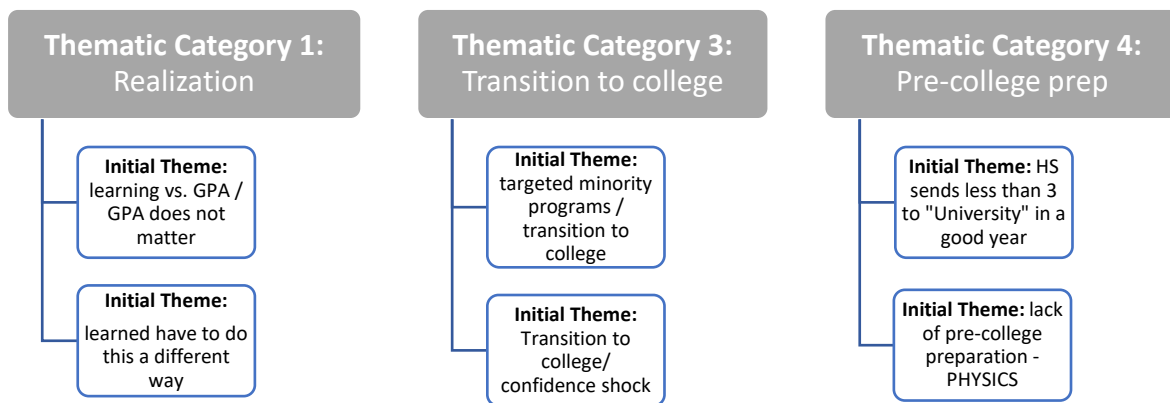 Thematic Category 1:
Realization
Initial Theme:
learning vs. GPA /
GPA does not
matter
Initial Theme:
learned have to do
this a different
way
Thematic Category 3:
Transition to college
Initial Theme:
targeted minority
programs /
transition to
college
Initial Theme:
Transition to
college/
confidence shock
Thematic Category 4:
Pre-college prep
Initial Theme: HS
sends less than 3
to "University" in a
good year
Initial Theme: lack
of pre-college
preparation -
PHYSICS